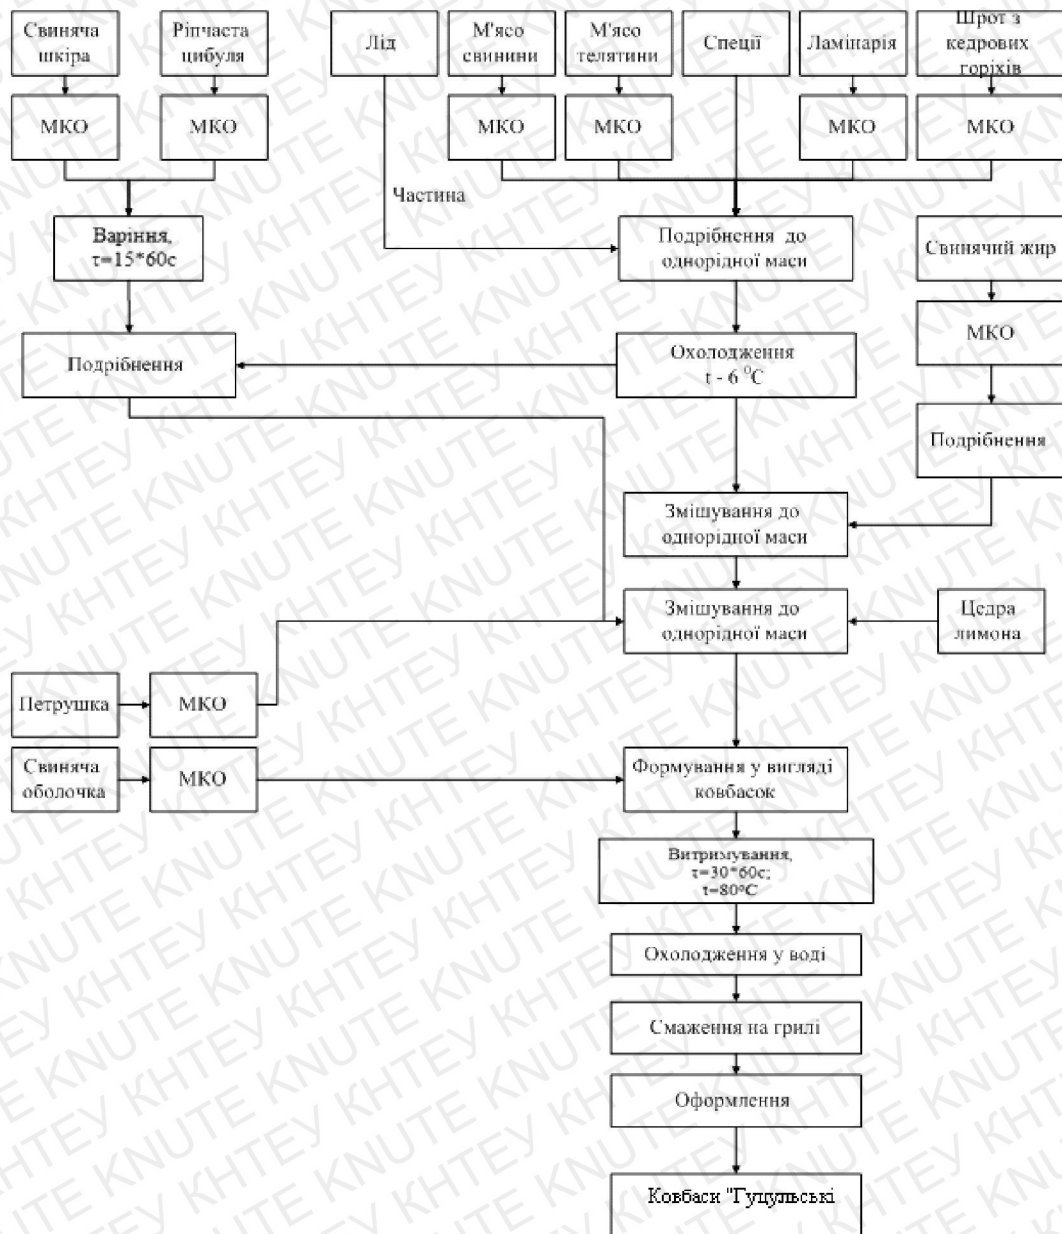 Свиняча
шкіра
Ріпчаста
цибуля
Лід
М'ясо
свинини
М'ясо
телятини
Спеції
Ламінарія
Шрот з
кедрових
горіхів
МКО
МКО
МКО
МКО
МКО
МКО
Частина
Варіння,
τ=15*60с
Подрібнення до
однорідної маси
Свинячий жир
МКО
Подрібнення
Охолодження
t - 6 ⁰C
Подрібнення
Змішування до
однорідної маси
Змішування до
однорідної маси
Цедра
лимона
Петрушка
МКО
Свиняча
оболочка
МКО
Формування у вигляді
ковбасок
Витримування,
τ=30*60с;
t=80⁰C
Охолодження у воді
Смаження на грилі
Оформлення
Ковбаси "Гуцульські